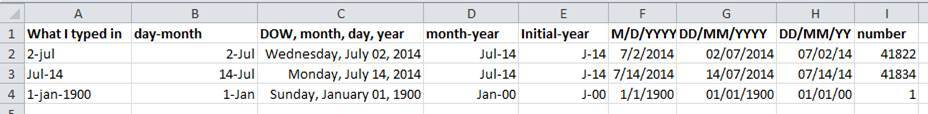 A B C D E F G H I
1 What I typed in day-month DOW, month, day, year month-year Initial-year M/D/YYYY DD/MM/YYYY DD/MM/YY number
2 2-jul 2-Jul Wednesday, July 02, 2014 Jul-14 J-14 7/2/2014 02/07/2014 07/02/14 41822
3 Jul-14 14-Jul Monday, July 14, 2014 Jul-14 J-14 7/14/2014 14/07/2014 07/14/14 41834
4 1-jan-1900 1-Jan Sunday, January 01, 1900 Jan-00 J-00 1/1/1900 01/01/1900 01/01/00 1